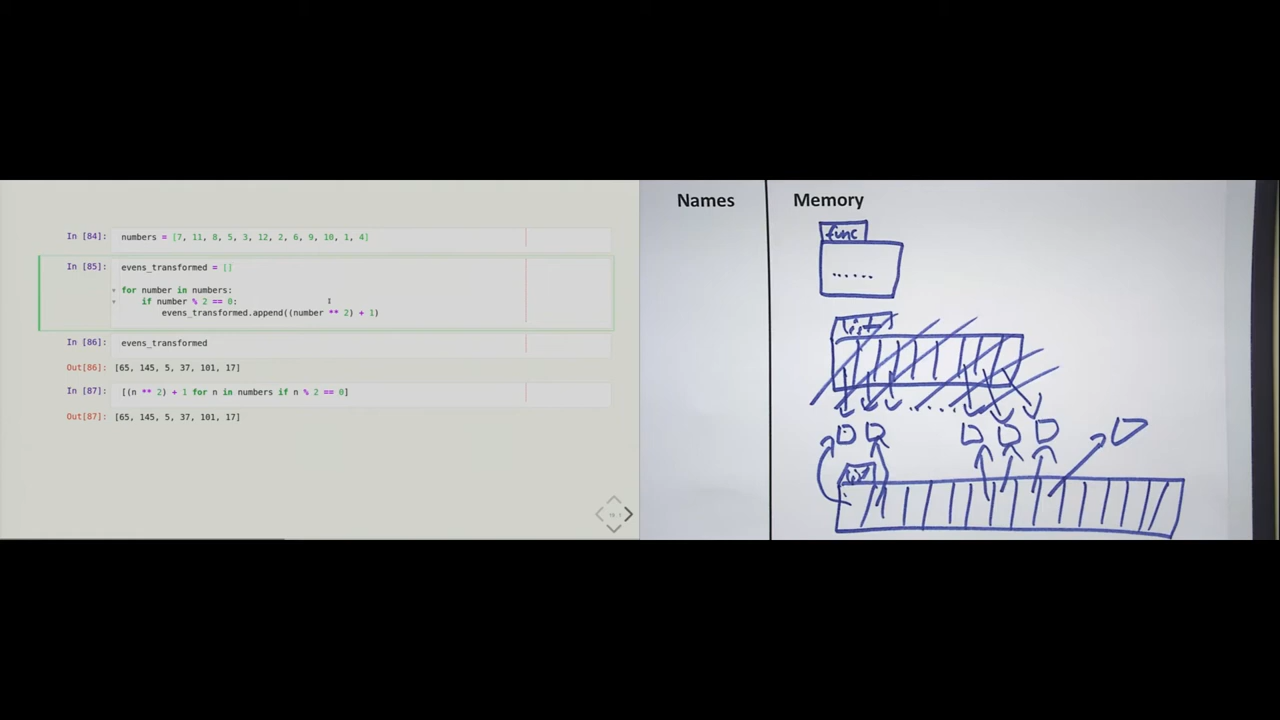 In [84]: numbers = [7, 11, 8, 5, 3, 12, 2, 6, 9, 10, 1, 4]
In [85]: evens_transformed = []
for number in numbers:
if number % 2 == 0:
evens_transformed.append((number ** 2) + 1)
In [86]: evens_transformed
Out[86]: [65, 145, 5, 37, 101, 17]
In [87]: [(n ** 2) + 1 for n in numbers if n % 2 == 0]
Out[87]: [65, 145, 5, 37, 101, 17]
Names
Memory
func
......
list